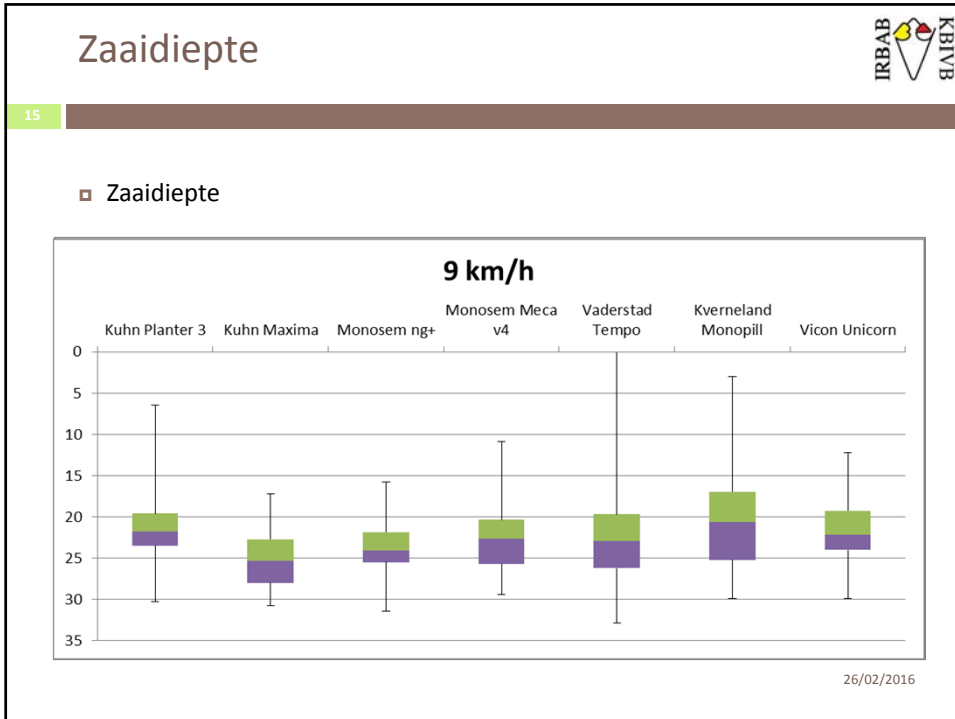 Zaaidiepte
IRBAB
KBIVB
15
Zaaidiepte
9 km/h
Kuhn Planter 3
Kuhn Maxima
Monosem ng+
Monosem Meca
v4
Vaderstad
Tempo
Kverneland
Monopill
Vicon Unicorn
0
5
10
15
20
25
30
35
26/02/2016